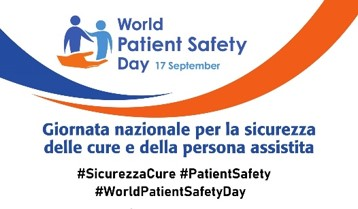 World
Patient Safety
Day 17 September
Giornata nazionale per la sicurezza
delle cure e della persona assistita
#SicurezzaCure #PatientSafety
#WorldPatientSafetyDay